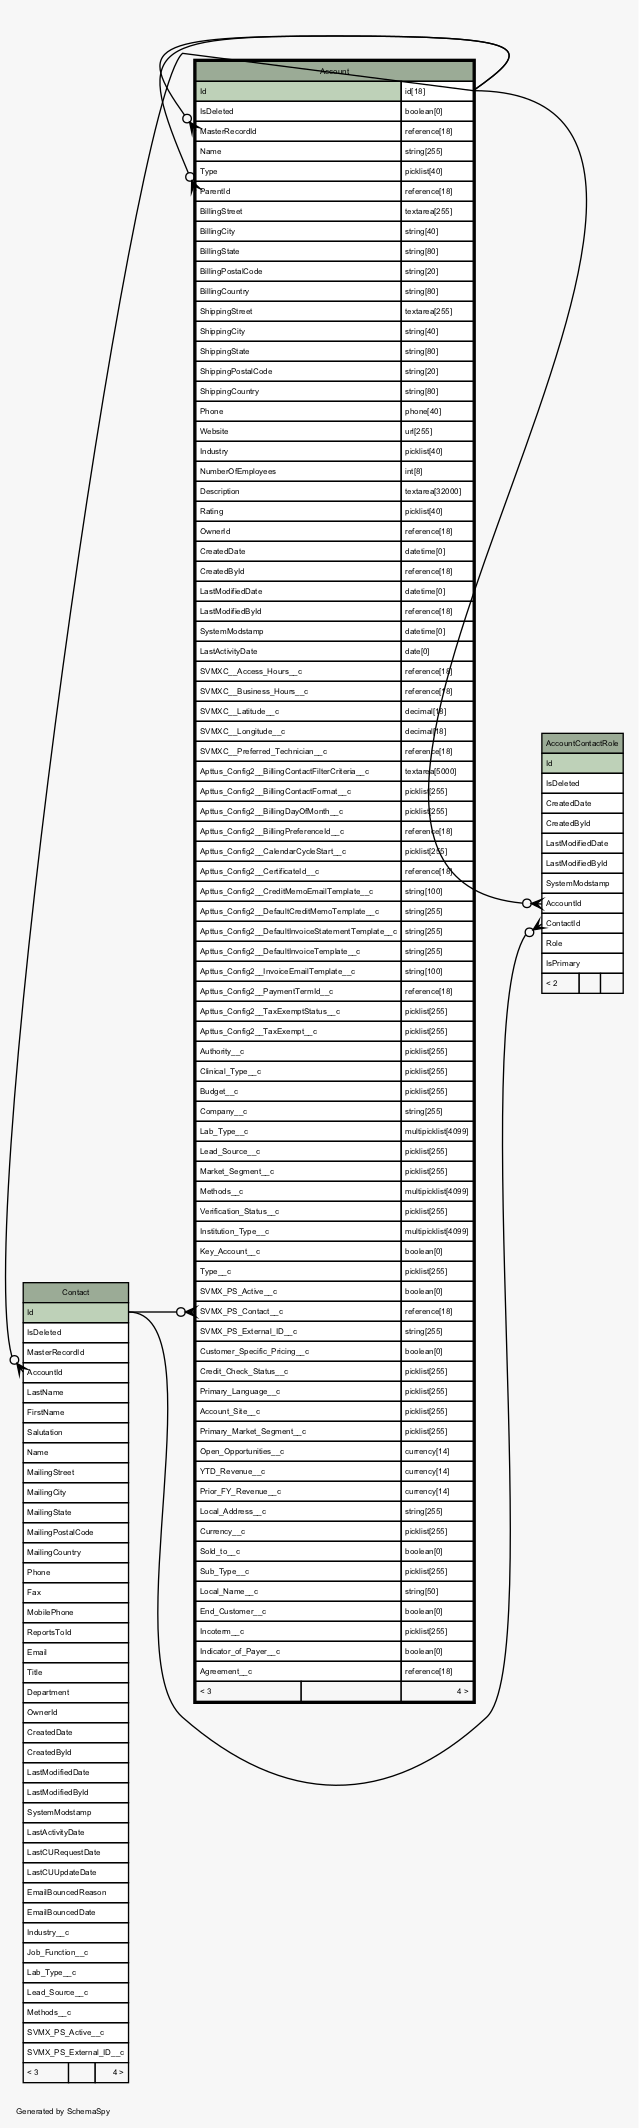 Account
Id id[18]
IsDeleted boolean[0]
MasterRecordId reference[18]
Name string[255]
Type picklist[40]
ParentId reference[18]
BillingStreet textarea[255]
BillingCity string[40]
BillingState string[80]
BillingPostalCode string[20]
BillingCountry string[80]
ShippingStreet textarea[255]
ShippingCity string[40]
ShippingState string[80]
ShippingPostalCode string[20]
ShippingCountry string[80]
Phone phone[40]
Website url[255]
Industry picklist[40]
NumberOfEmployees int[8]
Description textarea[32000]
Rating picklist[40]
OwnerId reference[18]
CreatedDate datetime[0]
CreatedById reference[18]
LastModifiedDate datetime[0]
LastModifiedById reference[18]
SystemModstamp datetime[0]
LastActivityDate date[0]
SVMXC__Access_Hours__c reference[18]
SVMXC__Business_Hours__c reference[18]
SVMXC__Latitude__c decimal[18]
SVMXC__Longitude__c decimal[18]
SVMXC__Preferred_Technician__c reference[18]
Apttus_Config2__BillingContactFilterCriteria__c textarea[5000]
Apttus_Config2__BillingContactFormat__c picklist[255]
Apttus_Config2__BillingDayOfMonth__c picklist[255]
Apttus_Config2__BillingPreferenceId__c reference[18]
Apttus_Config2__CalendarCycleStart__c picklist[255]
Apttus_Config2__CertificateId__c reference[18]
Apttus_Config2__CreditMemoEmailTemplate__c string[100]
Apttus_Config2__DefaultCreditMemoTemplate__c string[255]
Apttus_Config2__DefaultInvoiceStatementTemplate__c string[255]
Apttus_Config2__DefaultInvoiceTemplate__c string[255]
Apttus_Config2__InvoiceEmailTemplate__c string[100]
Apttus_Config2__PaymentTermId__c reference[18]
Apttus_Config2__TaxExemptStatus__c picklist[255]
Apttus_Config2__TaxExempt__c picklist[255]
Authority__c picklist[255]
Clinical_Type__c picklist[255]
Budget__c picklist[255]
Company__c string[255]
Lab_Type__c multipicklist[4099]
Lead_Source__c picklist[255]
Market_Segment__c picklist[255]
Methods__c multipicklist[4099]
Verification_Status__c picklist[255]
Institution_Type__c multipicklist[4099]
Key_Account__c boolean[0]
Type__c picklist[255]
SVMX_PS_Active__c boolean[0]
SVMX_PS_Contact__c reference[18]
SVMX_PS_External_ID__c string[255]
Customer_Specific_Pricing__c boolean[0]
Credit_Check_Status__c picklist[255]
Primary_Language__c picklist[255]
Account_Site__c picklist[255]
Primary_Market_Segment__c picklist[255]
Open_Opportunities__c currency[14]
YTD_Revenue__c currency[14]
Prior_FY_Revenue__c currency[14]
Local_Address__c string[255]
Currency__c picklist[255]
Sold_to__c boolean[0]
Sub_Type__c picklist[255]
Local_Name__c string[50]
End_Customer__c boolean[0]
Incoterm__c picklist[255]
Indicator_of_Payer__c boolean[0]
Agreement__c reference[18]
< 3 4 >
AccountContactRole
Id
IsDeleted
CreatedDate
CreatedById
LastModifiedDate
LastModifiedById
SystemModstamp
AccountId
ContactId
Role
IsPrimary
< 2
Contact
Id
IsDeleted
MasterRecordId
AccountId
LastName
FirstName
Salutation
Name
MailingStreet
MailingCity
MailingState
MailingPostalCode
MailingCountry
Phone
Fax
MobilePhone
ReportsToId
Email
Title
Department
OwnerId
CreatedDate
CreatedById
LastModifiedDate
LastModifiedById
SystemModstamp
LastActivityDate
LastCURequestDate
LastCUUpdateDate
EmailBouncedReason
EmailBouncedDate
Industry__c
Job_Function__c
Lab_Type__c
Lead_Source__c
Methods__c
SVMX_PS_Active__c
SVMX_PS_External_ID__c
< 3 4 >
Generated by SchemaSpy